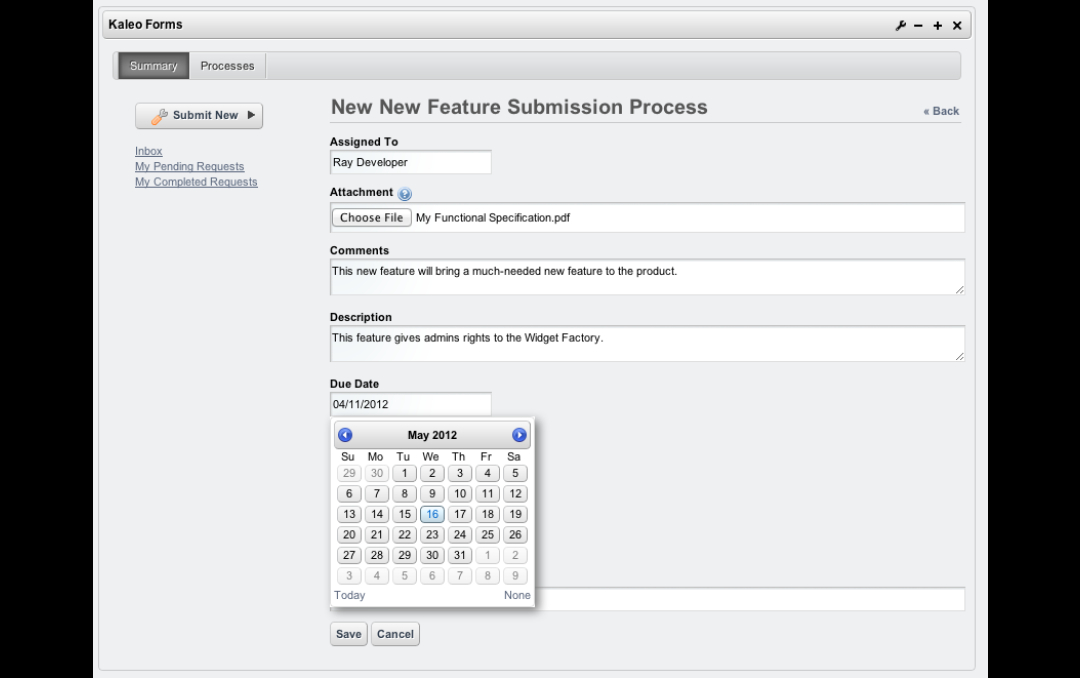 Kaleo Forms
Summary Processes
Submit New
Inbox
My Pending Requests
My Completed Requests
New New Feature Submission Process
« Back
Assigned To
Ray Developer
Attachment
Choose File My Functional Specification.pdf
Comments
This new feature will bring a much-needed new feature to the product.
Description
This feature gives admins rights to the Widget Factory.
Due Date
04/11/2012
May 2012
Su Mo Tu We Th Fr Sa
29 30 1 2 3 4 5
6 7 8 9 10 11 12
13 14 15 16 17 18 19
20 21 22 23 24 25 26
27 28 29 30 31 1 2
3 4 5 6 7 8 9
Today None
Save Cancel